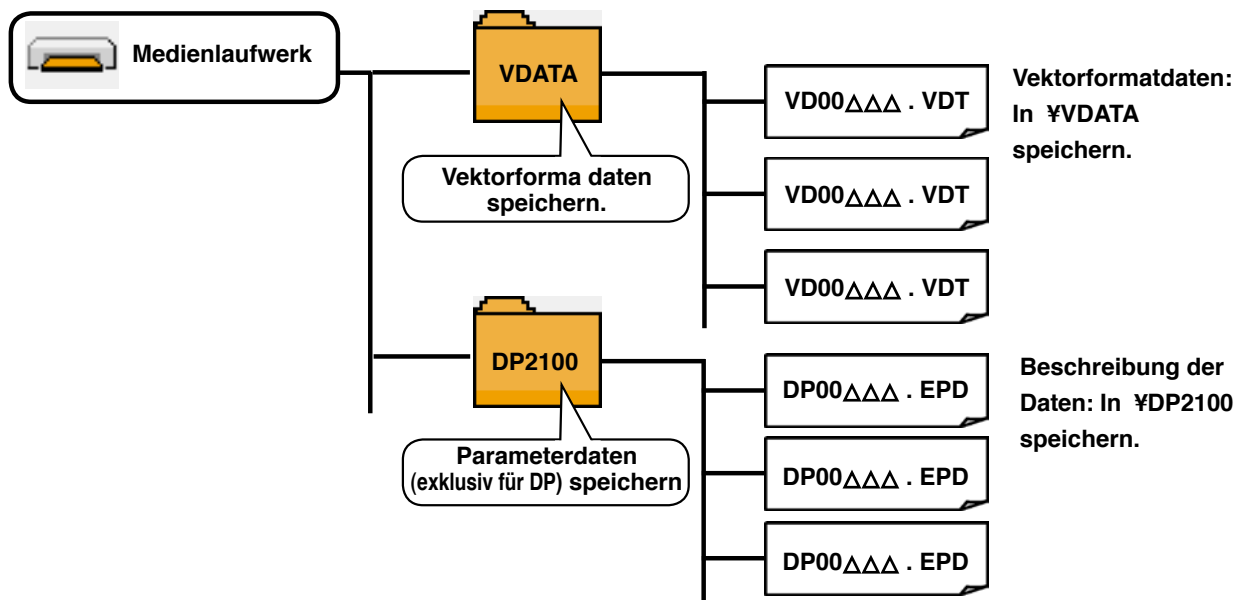 Medienlaufwerk
VDATA
Vektorforma daten
speichern.
VD00△△△ . VDT
VD00△△△ . VDT
VD00△△△ . VDT
Vektorformatdaten:
In ¥VDATA
speichern.
DP2100
Parameterdaten
(exklusiv für DP) speichern
DP00△△△ . EPD
DP00△△△ . EPD
DP00△△△ . EPD
Beschreibung der
Daten: In ¥DP2100
speichern.